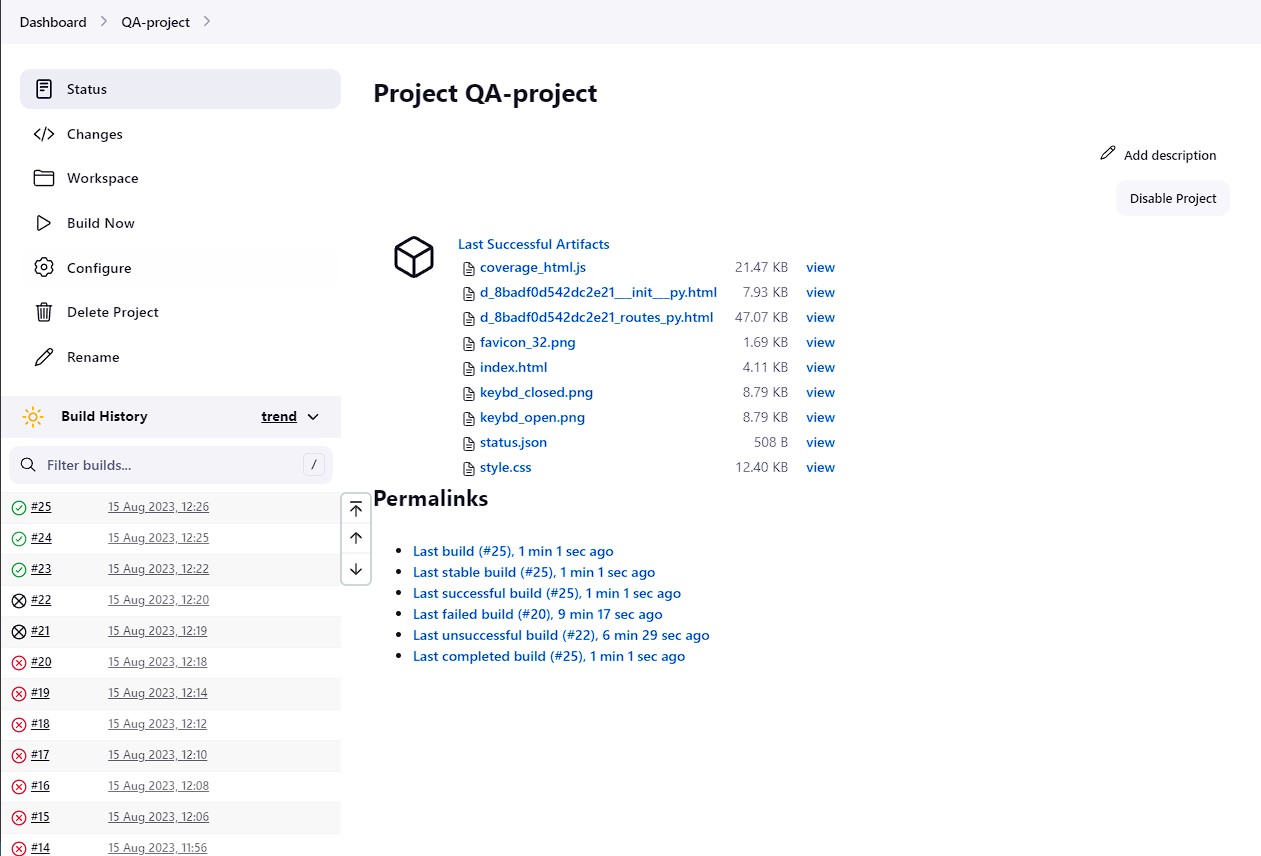 Dashboard > QA-project >
Status
Changes
Workspace
Build Now
Configure
Delete Project
Rename
Build History trend
Filter builds... /
#25 15 Aug 2023, 12:26
#24 15 Aug 2023, 12:25
#23 15 Aug 2023, 12:22
#22 15 Aug 2023, 12:20
#21 15 Aug 2023, 12:19
#20 15 Aug 2023, 12:18
#19 15 Aug 2023, 12:14
#18 15 Aug 2023, 12:12
#17 15 Aug 2023, 12:10
#16 15 Aug 2023, 12:08
#15 15 Aug 2023, 12:06
#14 15 Aug 2023, 11:56
Project QA-project
Add description
Disable Project
Last Successful Artifacts
coverage_html.js 21.47 KB view
d_8badf0d542dc2e21___init___py.html 7.93 KB view
d_8badf0d542dc2e21_routes_py.html 47.07 KB view
favicon_32.png 1.69 KB view
index.html 4.11 KB view
keybd_closed.png 8.79 KB view
keybd_open.png 8.79 KB view
status.json 508 B view
style.css 12.40 KB view
Permalinks
• Last build (#25), 1 min 1 sec ago
• Last stable build (#25), 1 min 1 sec ago
• Last successful build (#25), 1 min 1 sec ago
• Last failed build (#20), 9 min 17 sec ago
• Last unsuccessful build (#22), 6 min 29 sec ago
• Last completed build (#25), 1 min 1 sec ago